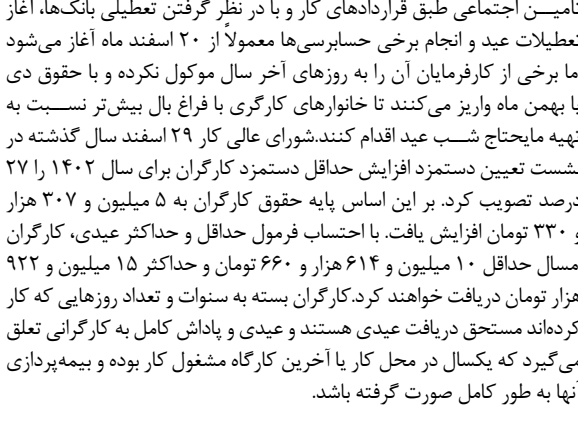 تامین اجتماعی طبق قراردادهای کار و با در نظر گرفتن تعطیلی بانک‌ها، آغاز
تعطیلات عید و انجام برخی حسابرسی‌ها معمولاً از ۲۰ اسفند ماه آغاز می‌شود
اما برخی از کارفرمایان آن را به روزهای آخر سال موکول نکرده و با حقوق دی
یا بهمن ماه واریز می‌کنند تا خانوارهای کارگری با فراغ بال بیش‌تر نسبت به
تهیه مایحتاج شب عید اقدام کنند.شورای عالی کار ۲۹ اسفند سال گذشته در
نشست تعیین دستمزد افزایش حداقل دستمزد کارگران برای سال ۱۴۰۲ را ۲۷
درصد تصویب کرد. بر این اساس پایه حقوق کارگران به ۵ میلیون و ۳۰۷ هزار
و ۳۳۰ تومان افزایش یافت. با احتساب فرمول حداقل و حداکثر عیدی، کارگران
امسال حداقل ۱۰ میلیون و ۶۱۴ هزار و ۶۶۰ تومان و حداکثر ۱۵ میلیون و ۹۲۲
هزار تومان دریافت خواهند کرد.کارگران بسته به سنوات و تعداد روزهایی که کار
کرده‌اند مستحق دریافت عیدی هستند و عیدی و پاداش کامل به کارگرانی تعلق
می‌گیرد که یکسال در محل کار یا آخرین کارگاه مشغول کار بوده و بیمه‌پردازی
آنها به طور کامل صورت گرفته باشد.